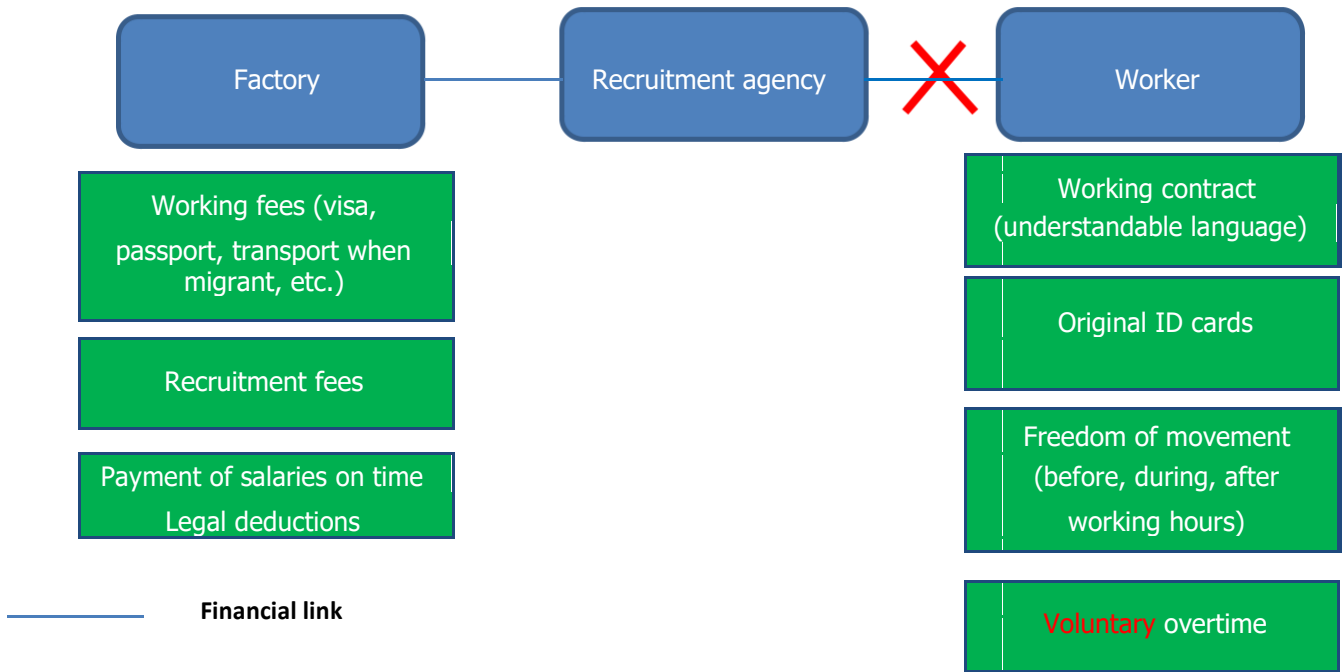 Factory
Recruitment agency
Worker
Working fees (visa,
passport, transport when
migrant, etc.)
Recruitment fees
Payment of salaries on time
Legal deductions
Working contract
(understandable language)
Original ID cards
Freedom of movement
(before, during, after
working hours)
Voluntary overtime
Financial link